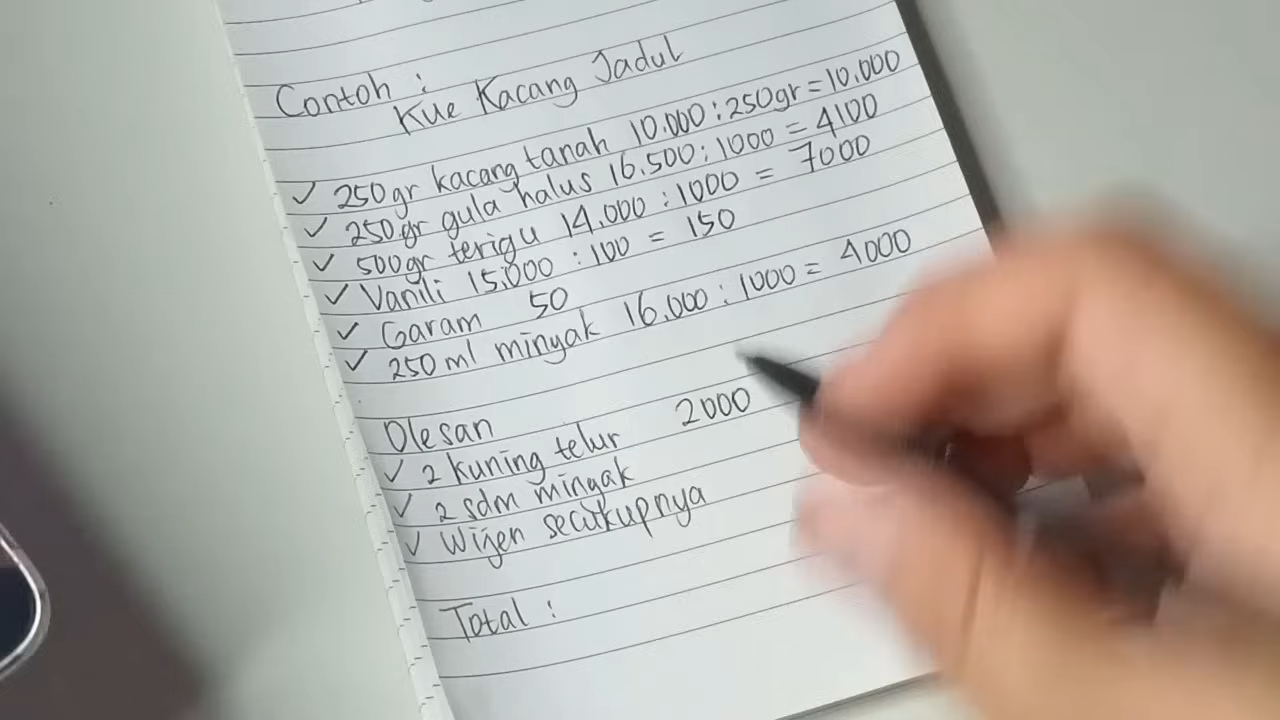 Contoh :
Kue Kacang Jadul
✓ 250gr kacang tanah 10.000 : 250gr = 10.000
✓ 250gr gula halus 16.500 : 1000 = 4100
✓ 500gr terigu 14.000 : 1000 = 7000
✓ Vanili 15.000 : 100 = 150
✓ Garam 50
✓ 250 ml minyak 16.000 : 1000 = 4000
Olesan
✓ 2 kuning telur 2000
✓ 2 sdm minyak
✓ Wijen secukupnya
Total :